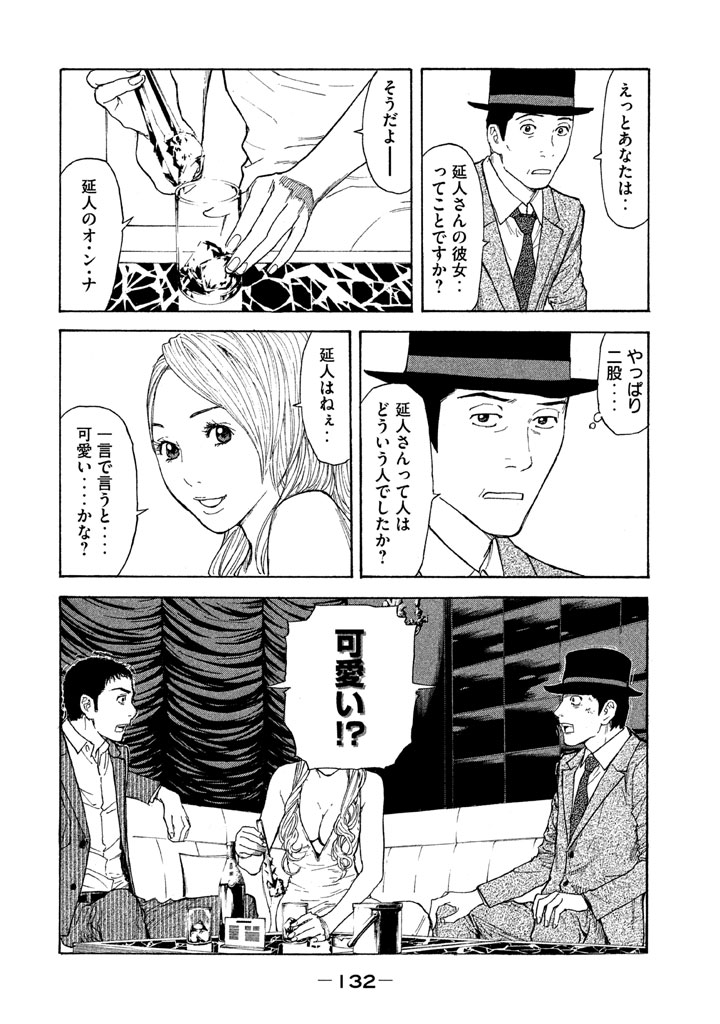 えっとあなたは‥
延人さんの彼女‥
ってことですか?
そうだよ――
延人のオ・ン・ナ
やっぱり
二股‥‥
延人さんって人は
どういう人でしたか?
延人はねぇ‥
一言で言うと‥‥
可愛い‥‥かな?
可愛い!?
―132―